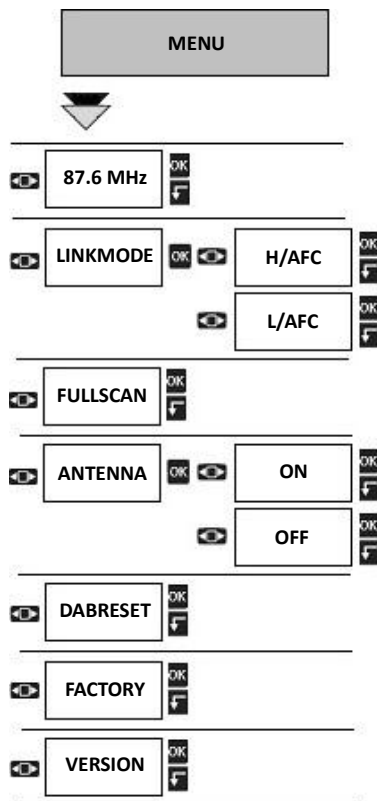 MENU
87.6 MHz OK
LINKMODE OK H/AFC OK
L/AFC OK
FULLSCAN OK
ANTENNA OK ON OK
OFF OK
DABRESET OK
FACTORY OK
VERSION OK